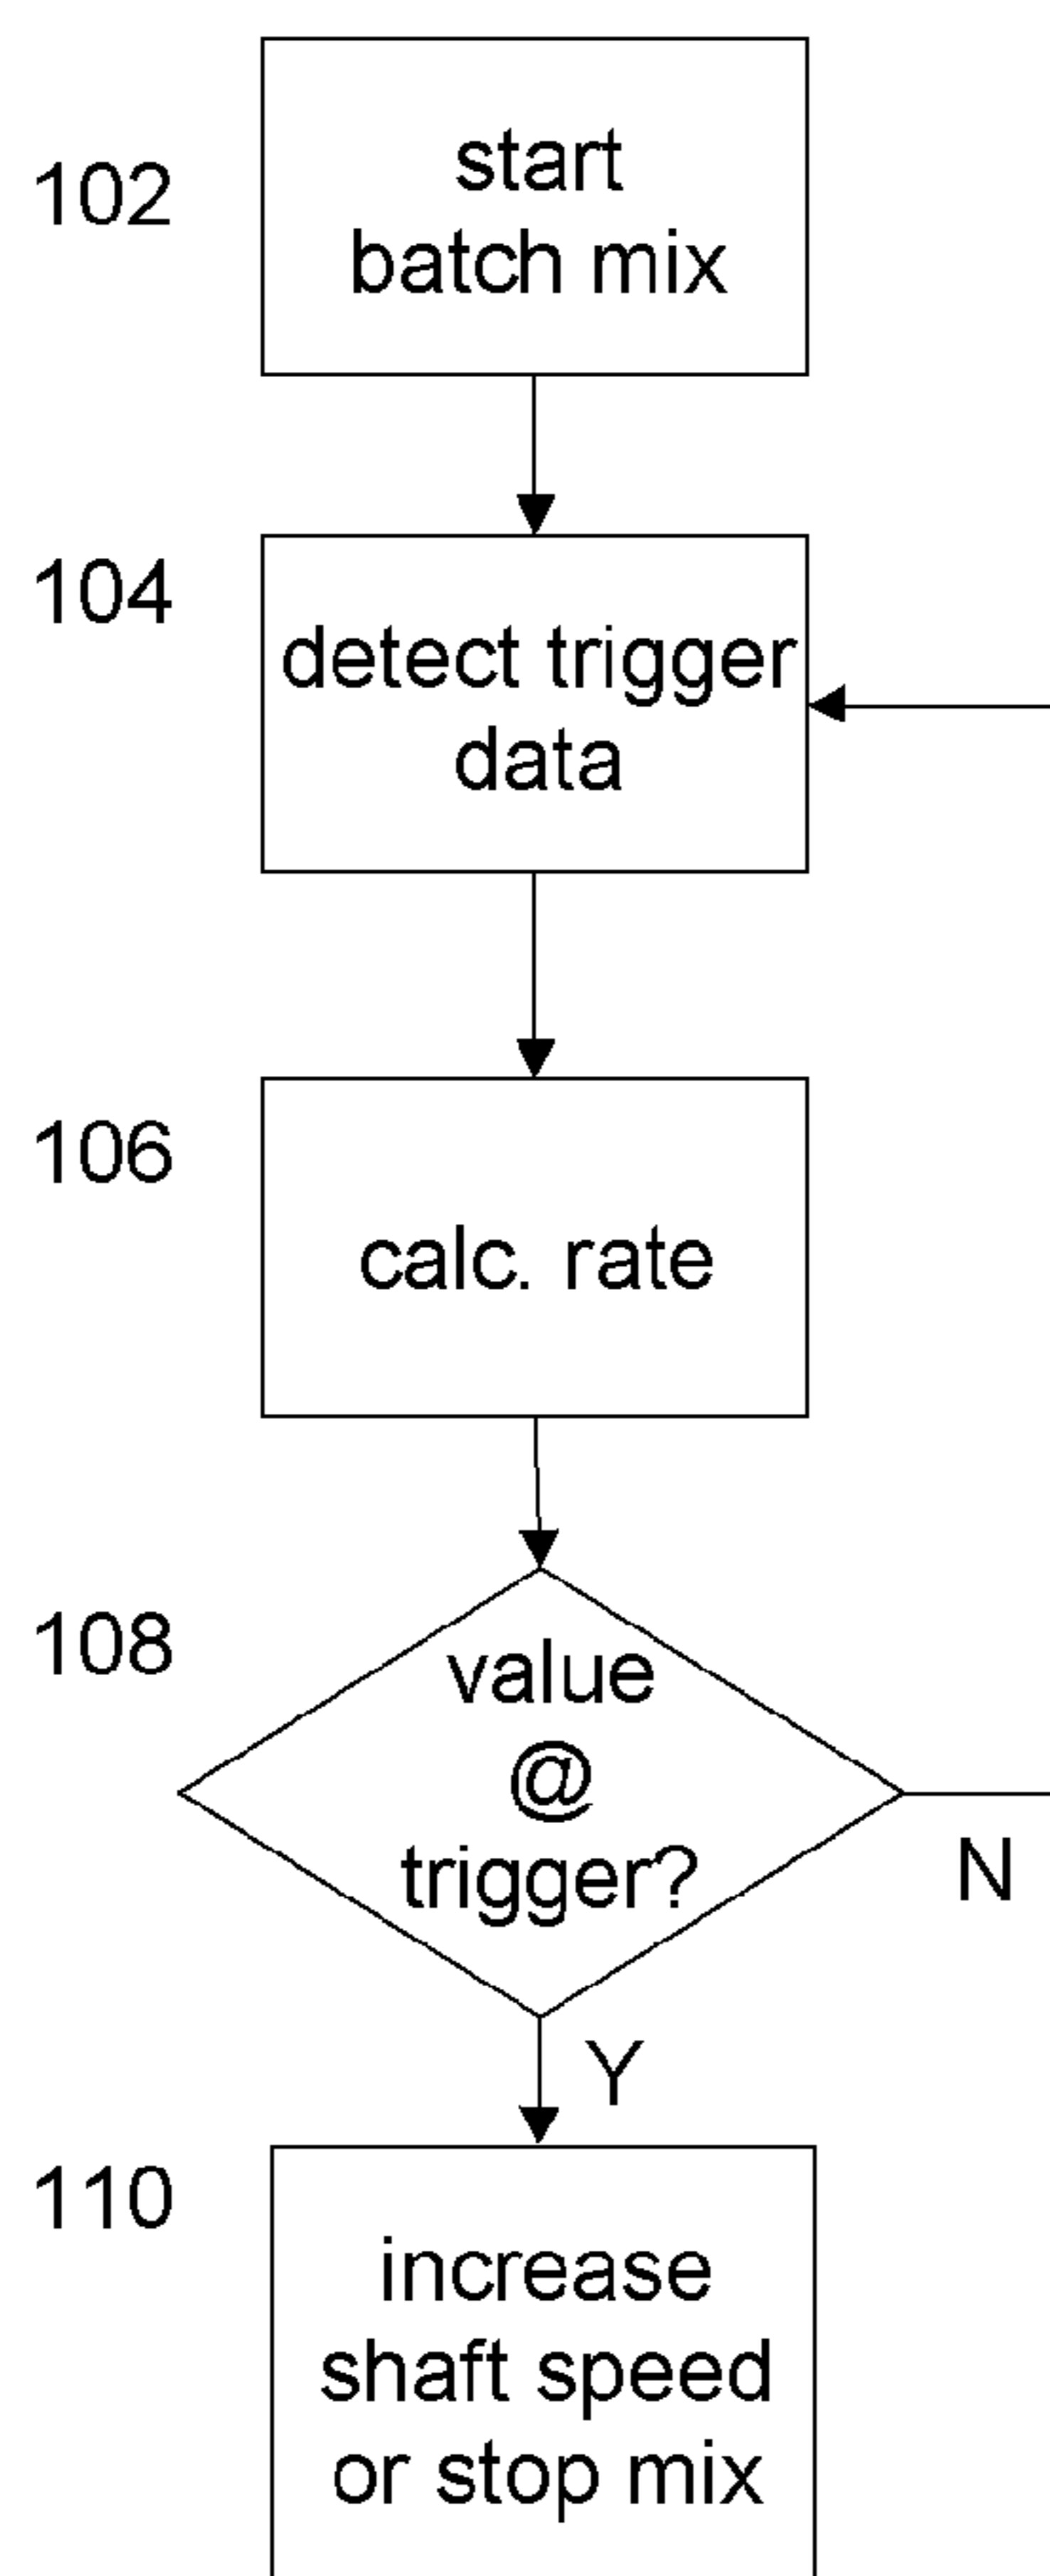 102
start
batch mix
104
detect trigger
data
106
calc. rate
108
value
@
trigger?
N
Y
110
increase
shaft speed
or stop mix